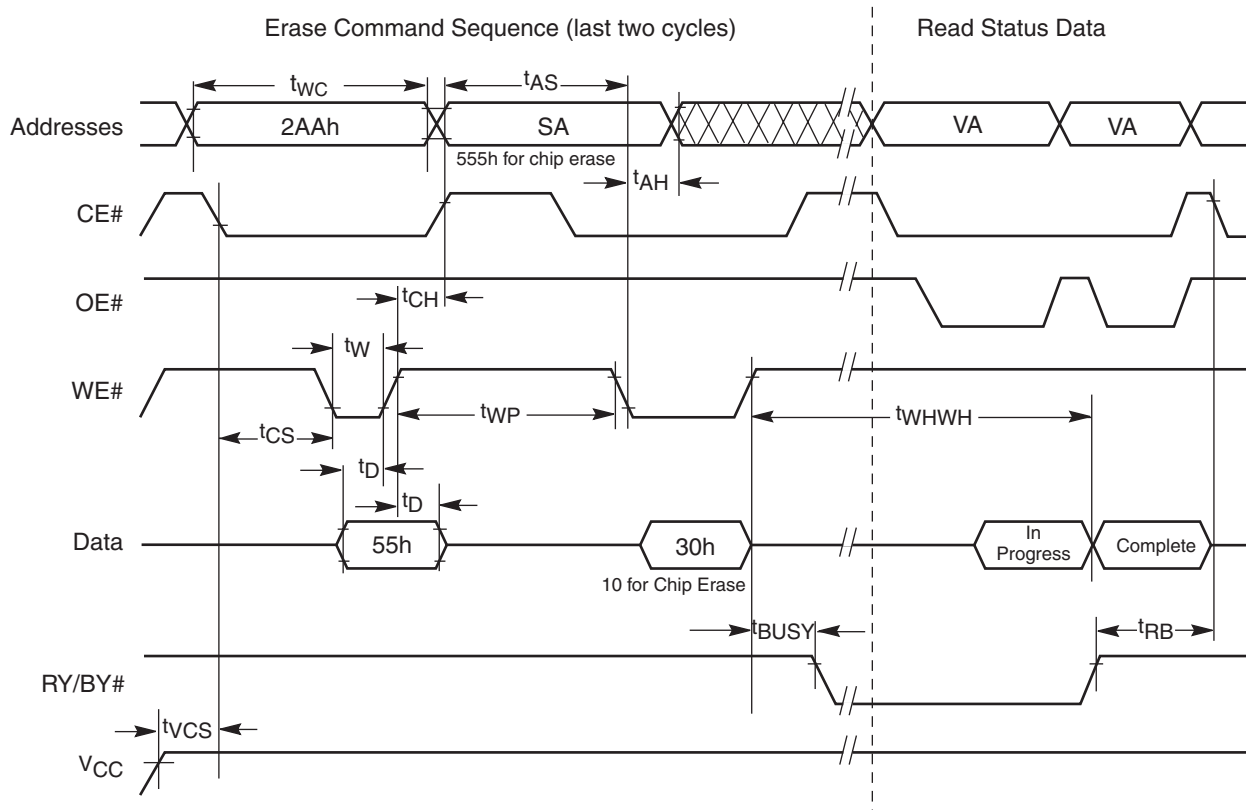 Erase Command Sequence (last two cycles) Read Status Data
tWC tAS
Addresses 2AAh SA VA VA
555h for chip erase
tAH
CE#
OE#
tCH
tW
WE#
tWP tWHWH
tCS
tD
tD
Data 55h 30h In Progress Complete
10 for Chip Erase
tBUSY tRB
RY/BY#
tVCS
VCC